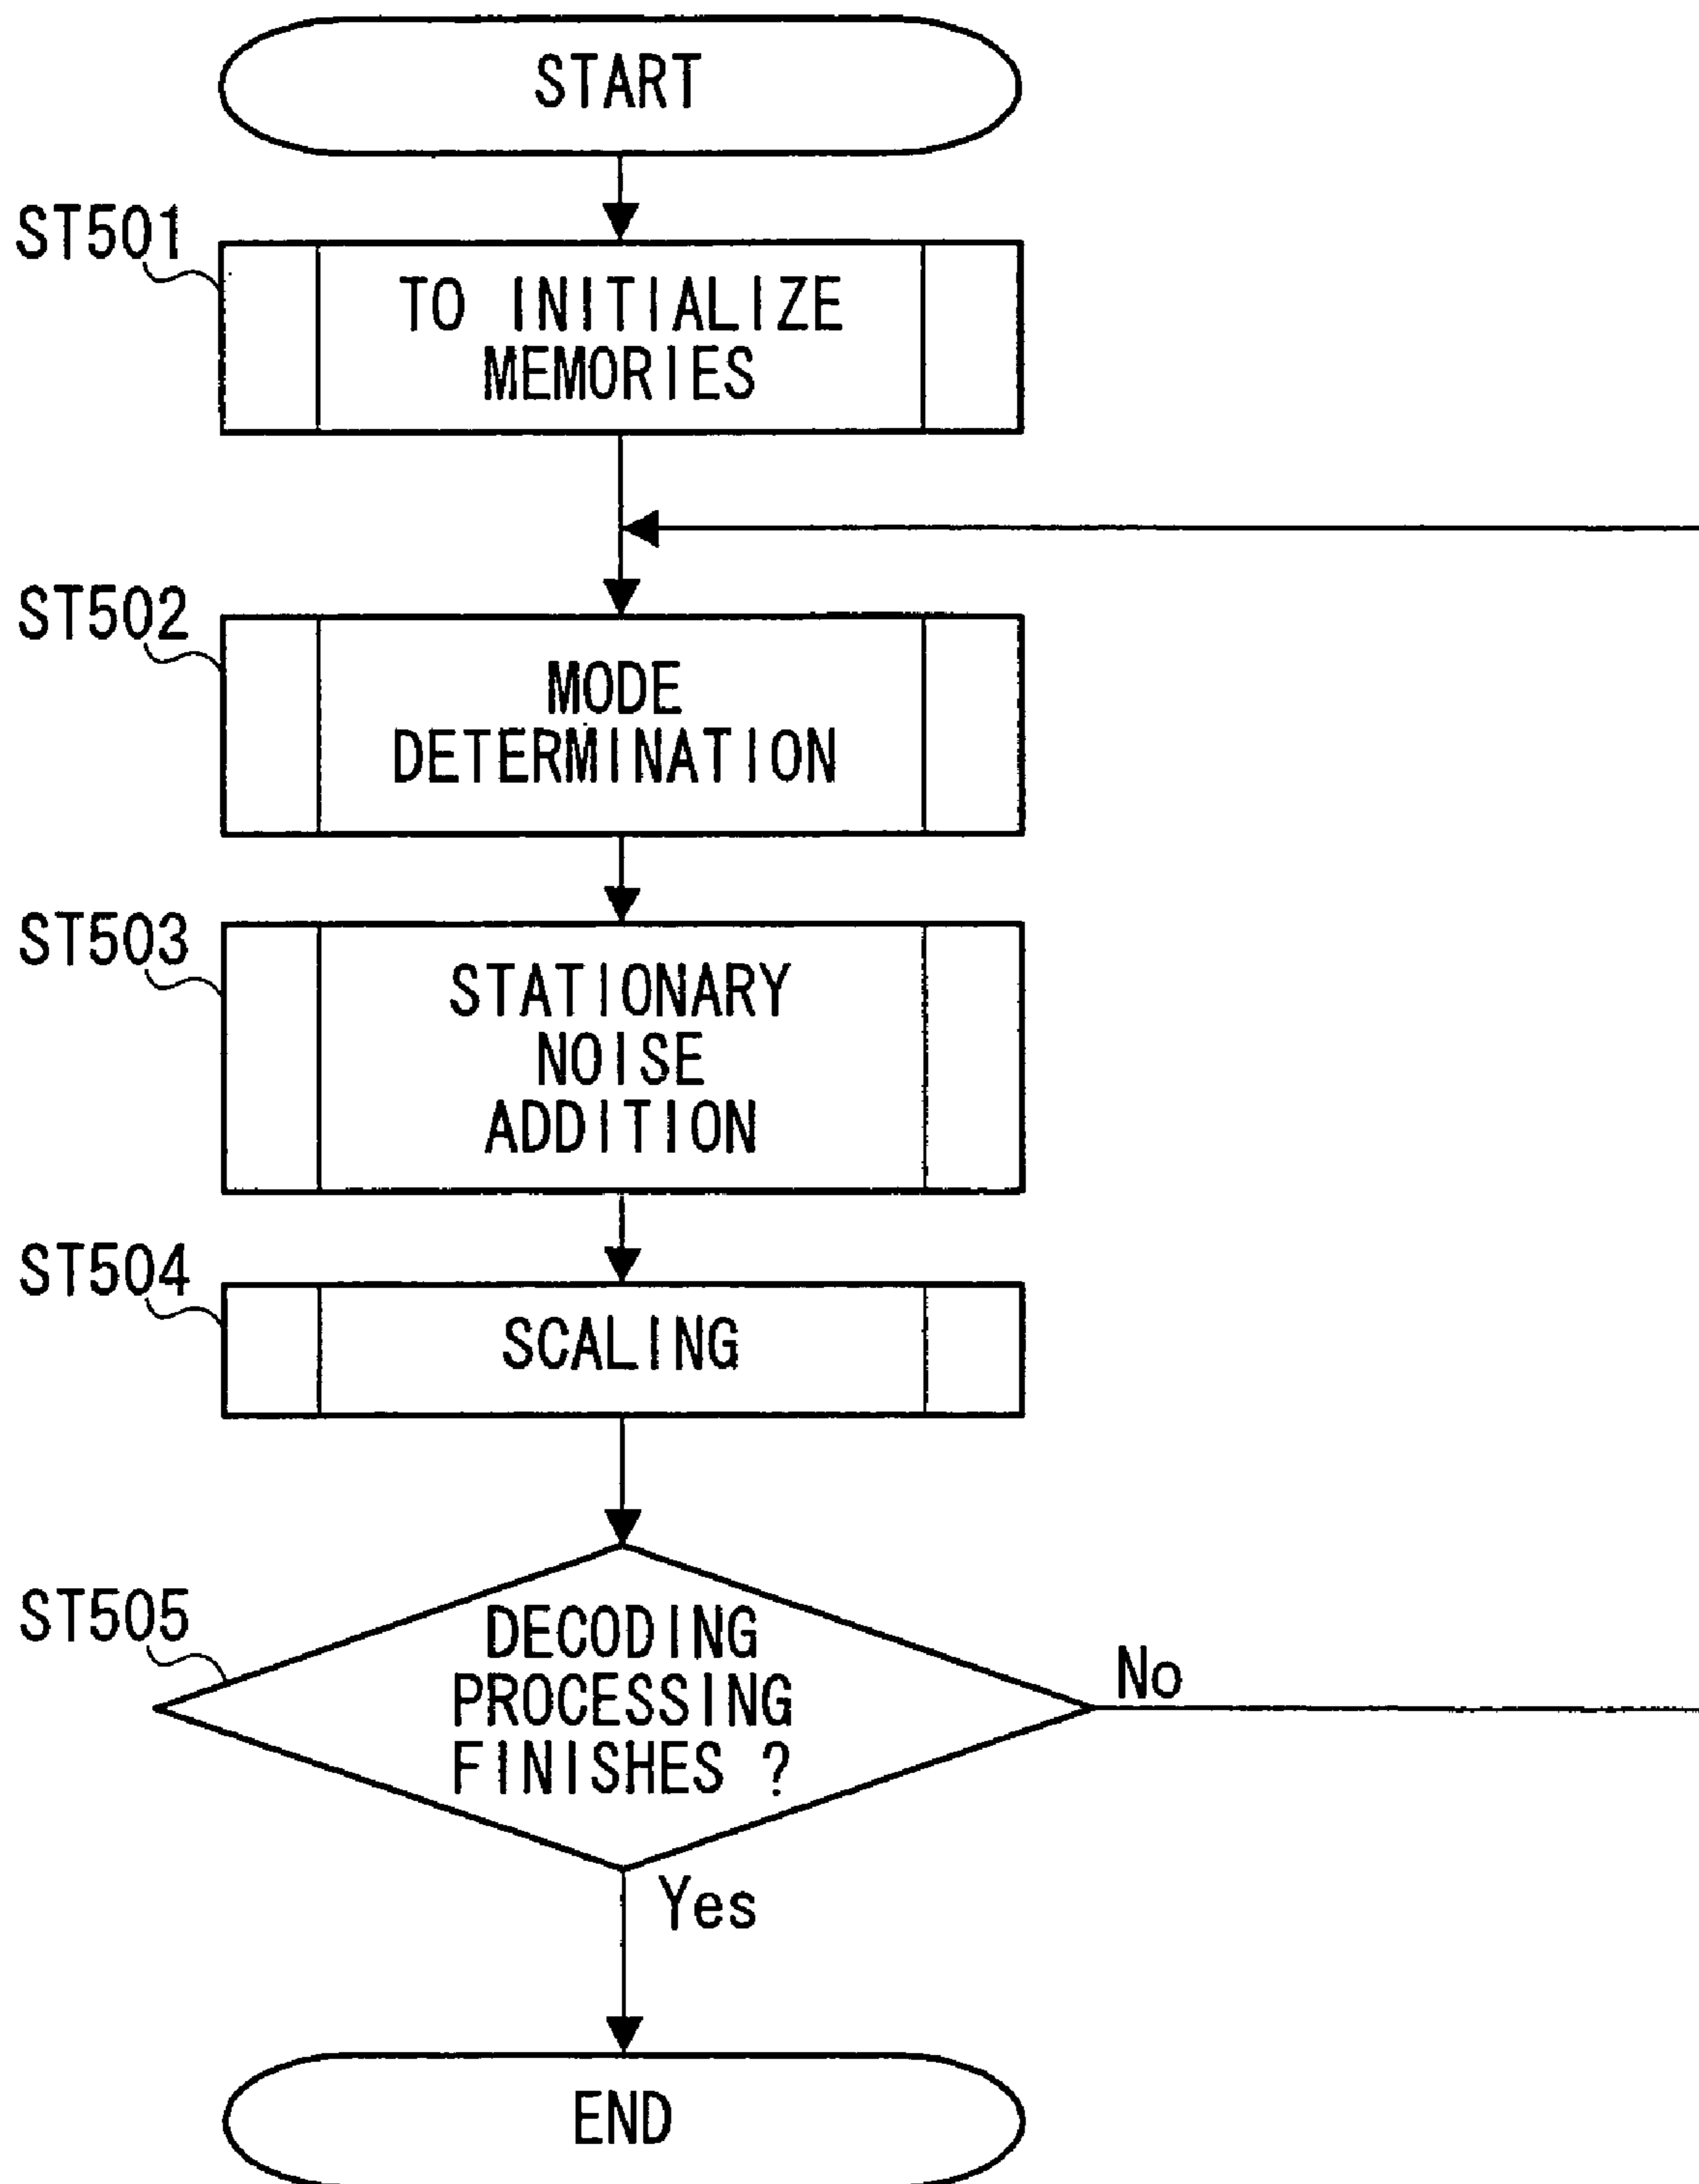 START
ST501
TO INITIALIZE
MEMORIES
ST502
MODE
DETERMINATION
ST503
STATIONARY
NOISE
ADDITION
ST504
SCALING
ST505
DECODING
PROCESSING
FINISHES ?
No
Yes
END